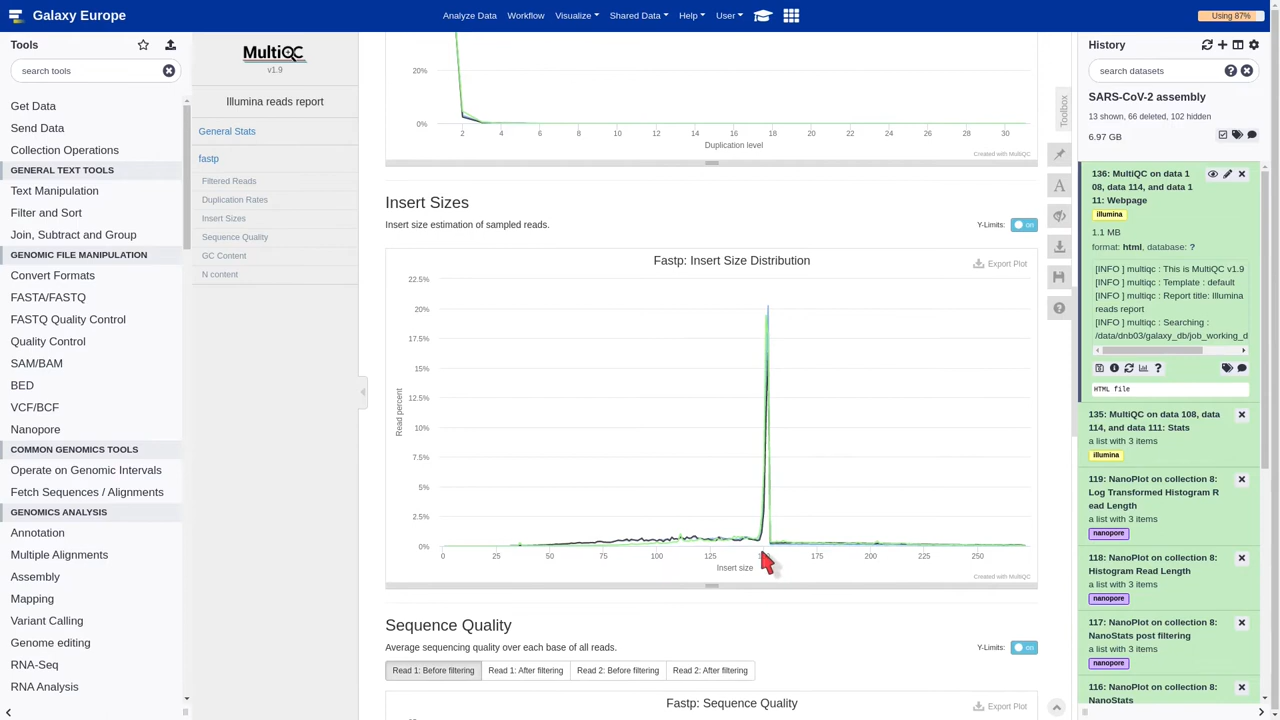 Galaxy Europe
Analyze Data Workflow Visualize Shared Data Help User
Using 87%
Tools
search tools
Get Data
Send Data
Collection Operations
GENERAL TEXT TOOLS
Text Manipulation
Filter and Sort
Join, Subtract and Group
GENOMIC FILE MANIPULATION
Convert Formats
FASTA/FASTQ
FASTQ Quality Control
Quality Control
SAM/BAM
BED
VCF/BCF
Nanopore
COMMON GENOMICS TOOLS
Operate on Genomic Intervals
Fetch Sequences / Alignments
GENOMICS ANALYSIS
Annotation
Multiple Alignments
Assembly
Mapping
Variant Calling
Genome editing
RNA-Seq
RNA Analysis
MultiQC
v1.9
Illumina reads report
General Stats
fastp
Filtered Reads
Duplication Rates
Insert Sizes
Sequence Quality
GC Content
N content
20%
0%
2 4 6 8 10 12 14 16 18 20 22 24 26 28 30
Duplication level
Created with MultiQC
Insert Sizes
Insert size estimation of sampled reads.
Y-Limits: on
Fastp: Insert Size Distribution
Export Plot
Read percent
22.5%
20%
17.5%
15%
12.5%
10%
7.5%
5%
2.5%
0%
0 25 50 75 100 125 175 200 225 250
Insert size
Created with MultiQC
Sequence Quality
Average sequencing quality over each base of all reads.
Y-Limits: on
Read 1: Before filtering Read 1: After filtering Read 2: Before filtering Read 2: After filtering
Fastp: Sequence Quality
Export Plot
Toolbox
History
search datasets
SARS-CoV-2 assembly
13 shown, 66 deleted, 102 hidden
6.97 GB
136: MultiQC on data 1
08, data 114, and data 1
11: Webpage
illumina
1.1 MB
format: html, database: ?
[INFO ] multiqc : This is MultiQC v1.9
[INFO ] multiqc : Template : default
[INFO ] multiqc : Report title: Illumina
reads report
[INFO ] multiqc : Searching :
/data/dnb03/galaxy_db/job_working_d
HTML file
135: MultiQC on data 108, data
114, and data 111: Stats
a list with 3 items
illumina
119: NanoPlot on collection 8:
Log Transformed Histogram R
ead Length
a list with 3 items
nanopore
118: NanoPlot on collection 8:
Histogram Read Length
a list with 3 items
nanopore
117: NanoPlot on collection 8:
NanoStats post filtering
a list with 3 items
nanopore
116: NanoPlot on collection 8:
NanoStats
a list with 3 items